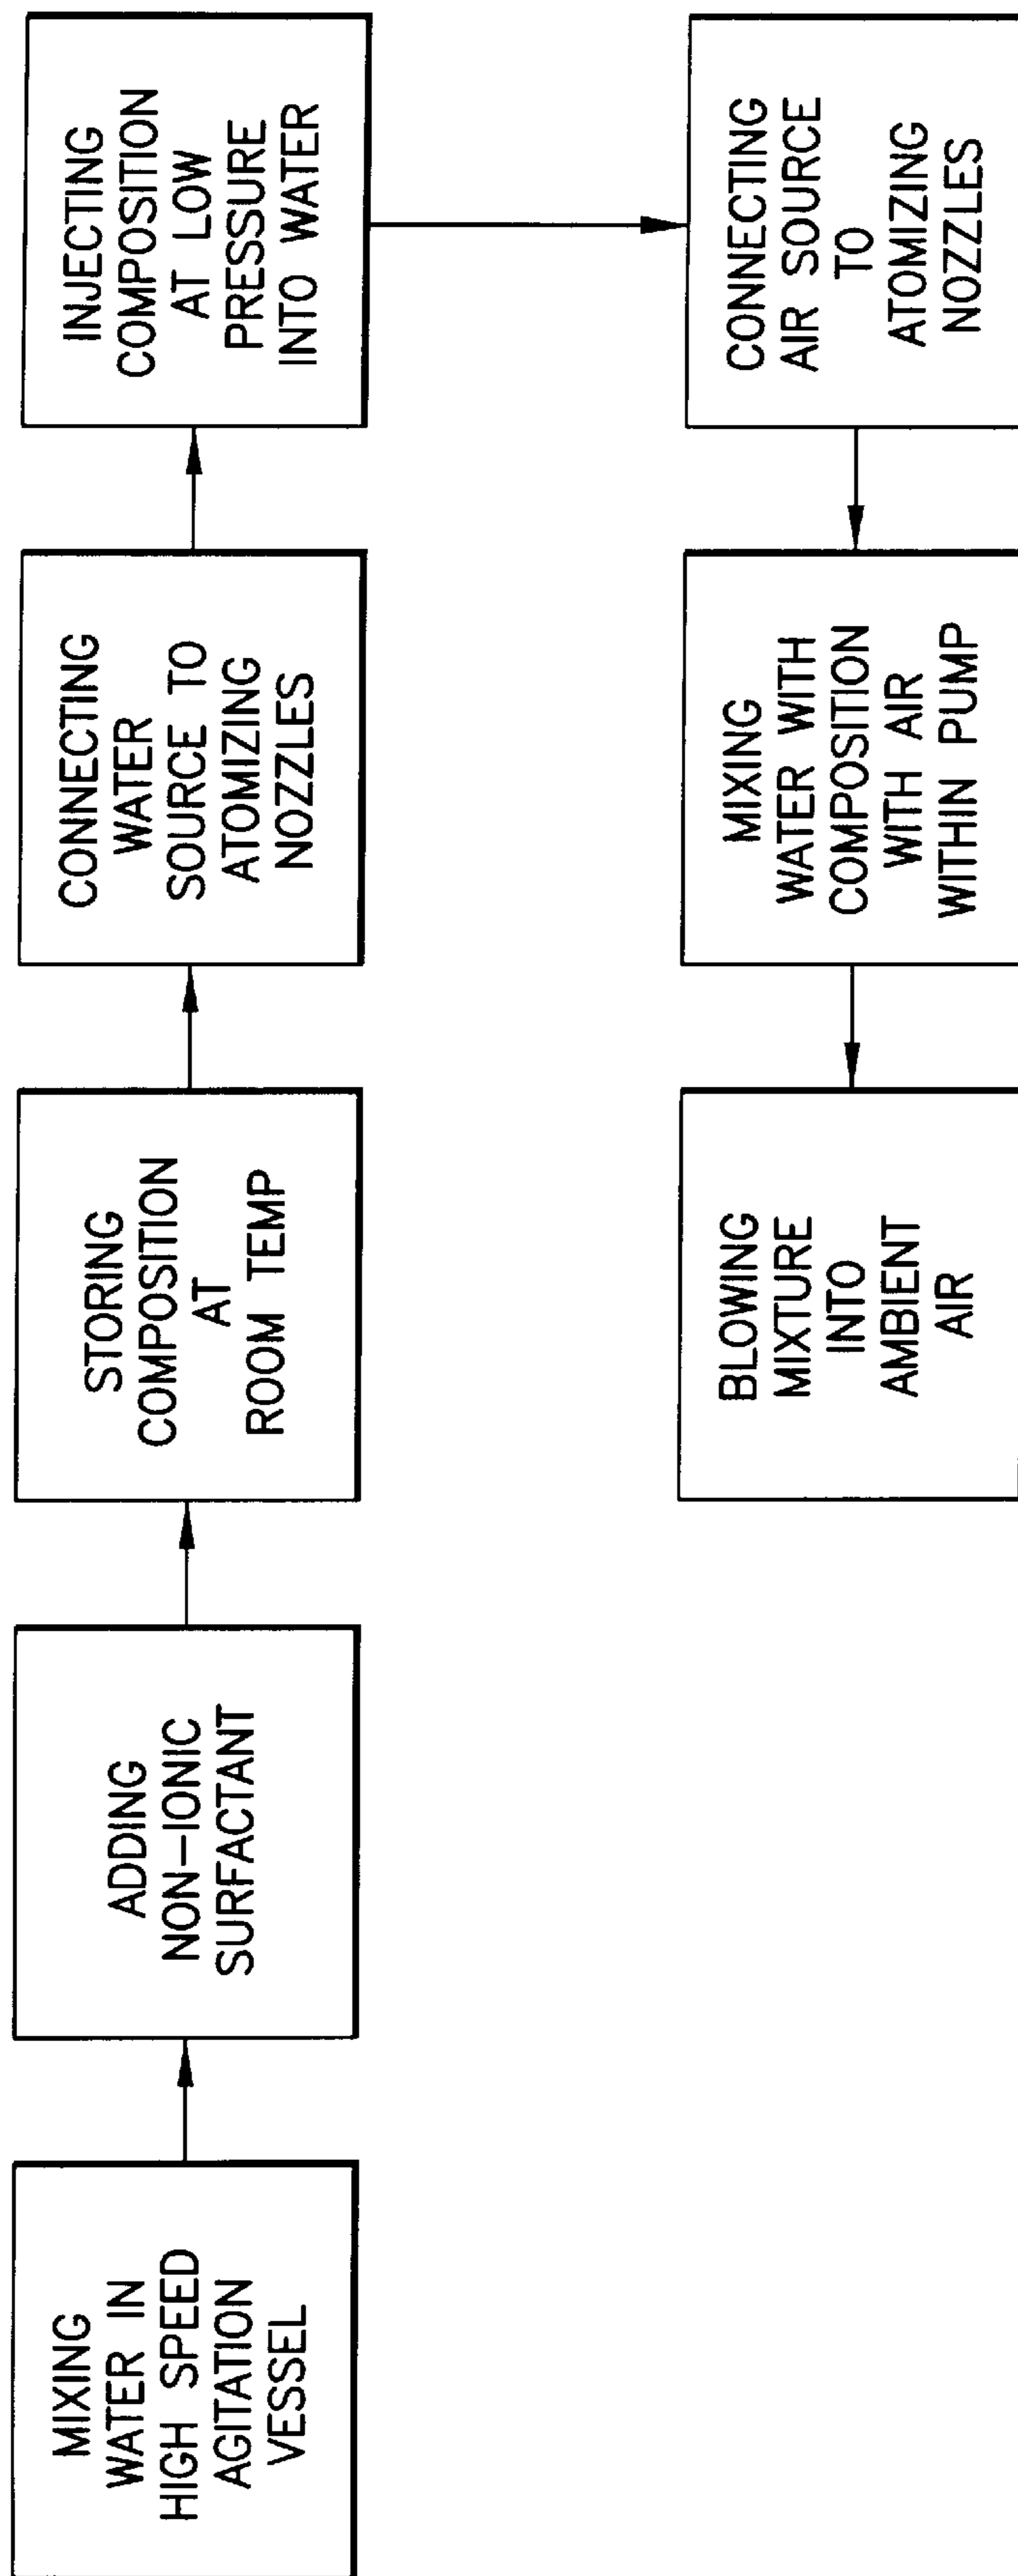 MIXING
WATER IN
HIGH SPEED
AGITATION
VESSEL
ADDING
NON-IONIC
SURFACTANT
STORING
COMPOSITION
AT
ROOM TEMP
CONNECTING
WATER
SOURCE TO
ATOMIZING
NOZZLES
INJECTING
COMPOSITION
AT LOW
PRESSURE
INTO WATER
CONNECTING
AIR SOURCE
TO
ATOMIZING
NOZZLES
MIXING
WATER WITH
COMPOSITION
WITH AIR
WITHIN PUMP
BLOWING
MIXTURE
INTO
AMBIENT
AIR